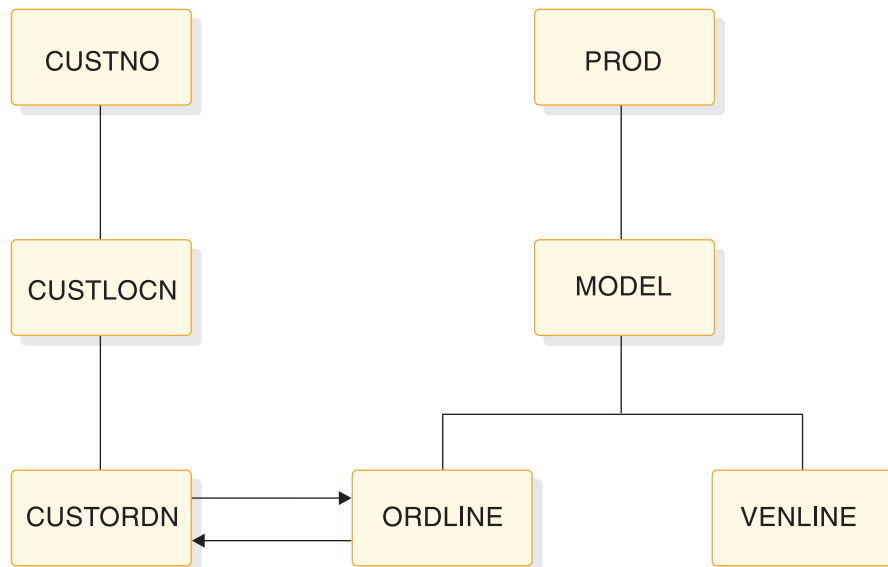 CUSTNO
PROD
CUSTLOCN
MODEL
CUSTORDN
ORDLINE
VENLINE